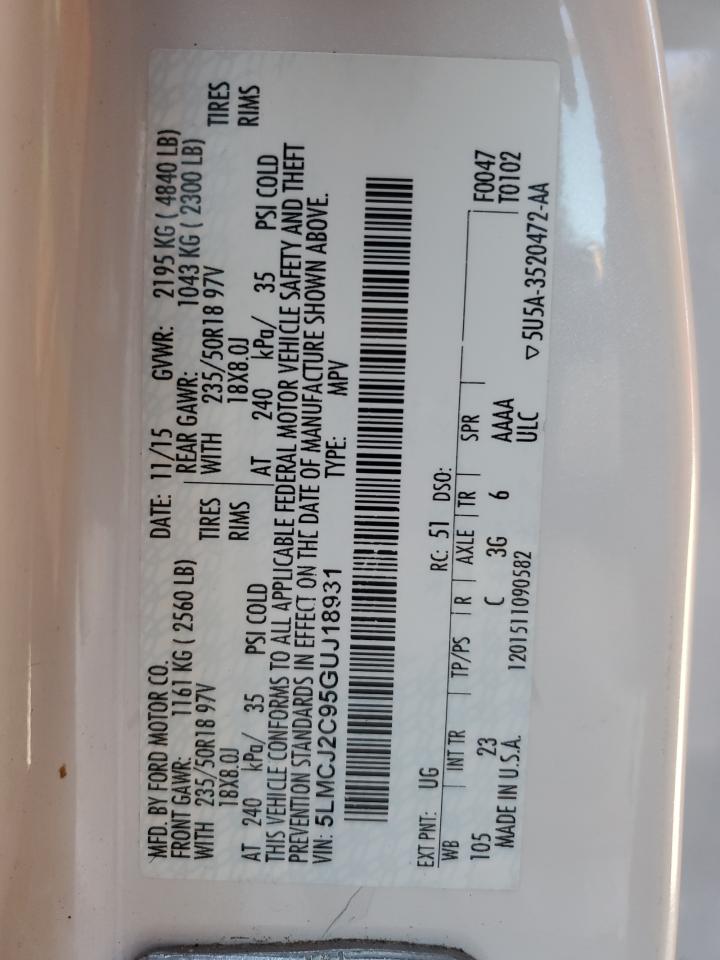 MFD. BY FORD MOTOR CO. DATE: 11/15 GVWR: 2195 KG ( 4840 LB)
FRONT GAWR: 1161 KG ( 2560 LB) REAR GAWR: 1043 KG ( 2300 LB)
WITH 235/50R18 97V TIRES WITH 235/50R18 97V TIRES
18X8.0J RIMS 18X8.0J RIMS
AT 240 kPa/ 35 PSI COLD AT 240 kPa/ 35 PSI COLD
THIS VEHICLE CONFORMS TO ALL APPLICABLE FEDERAL MOTOR VEHICLE SAFETY AND THEFT
PREVENTION STANDARDS IN EFFECT ON THE DATE OF MANUFACTURE SHOWN ABOVE.
VIN: 5LMCJ2C95GUJ18931 TYPE: MPV
EXT PNT: UG RC: 51 DSO: F0047
WB INT TR TP/PS R AXLE TR SPR T0102
105 23 C 3G 6 AAAA
MADE IN U.S.A. 1201511090582 ULC ▽5U5A-3520472-AA